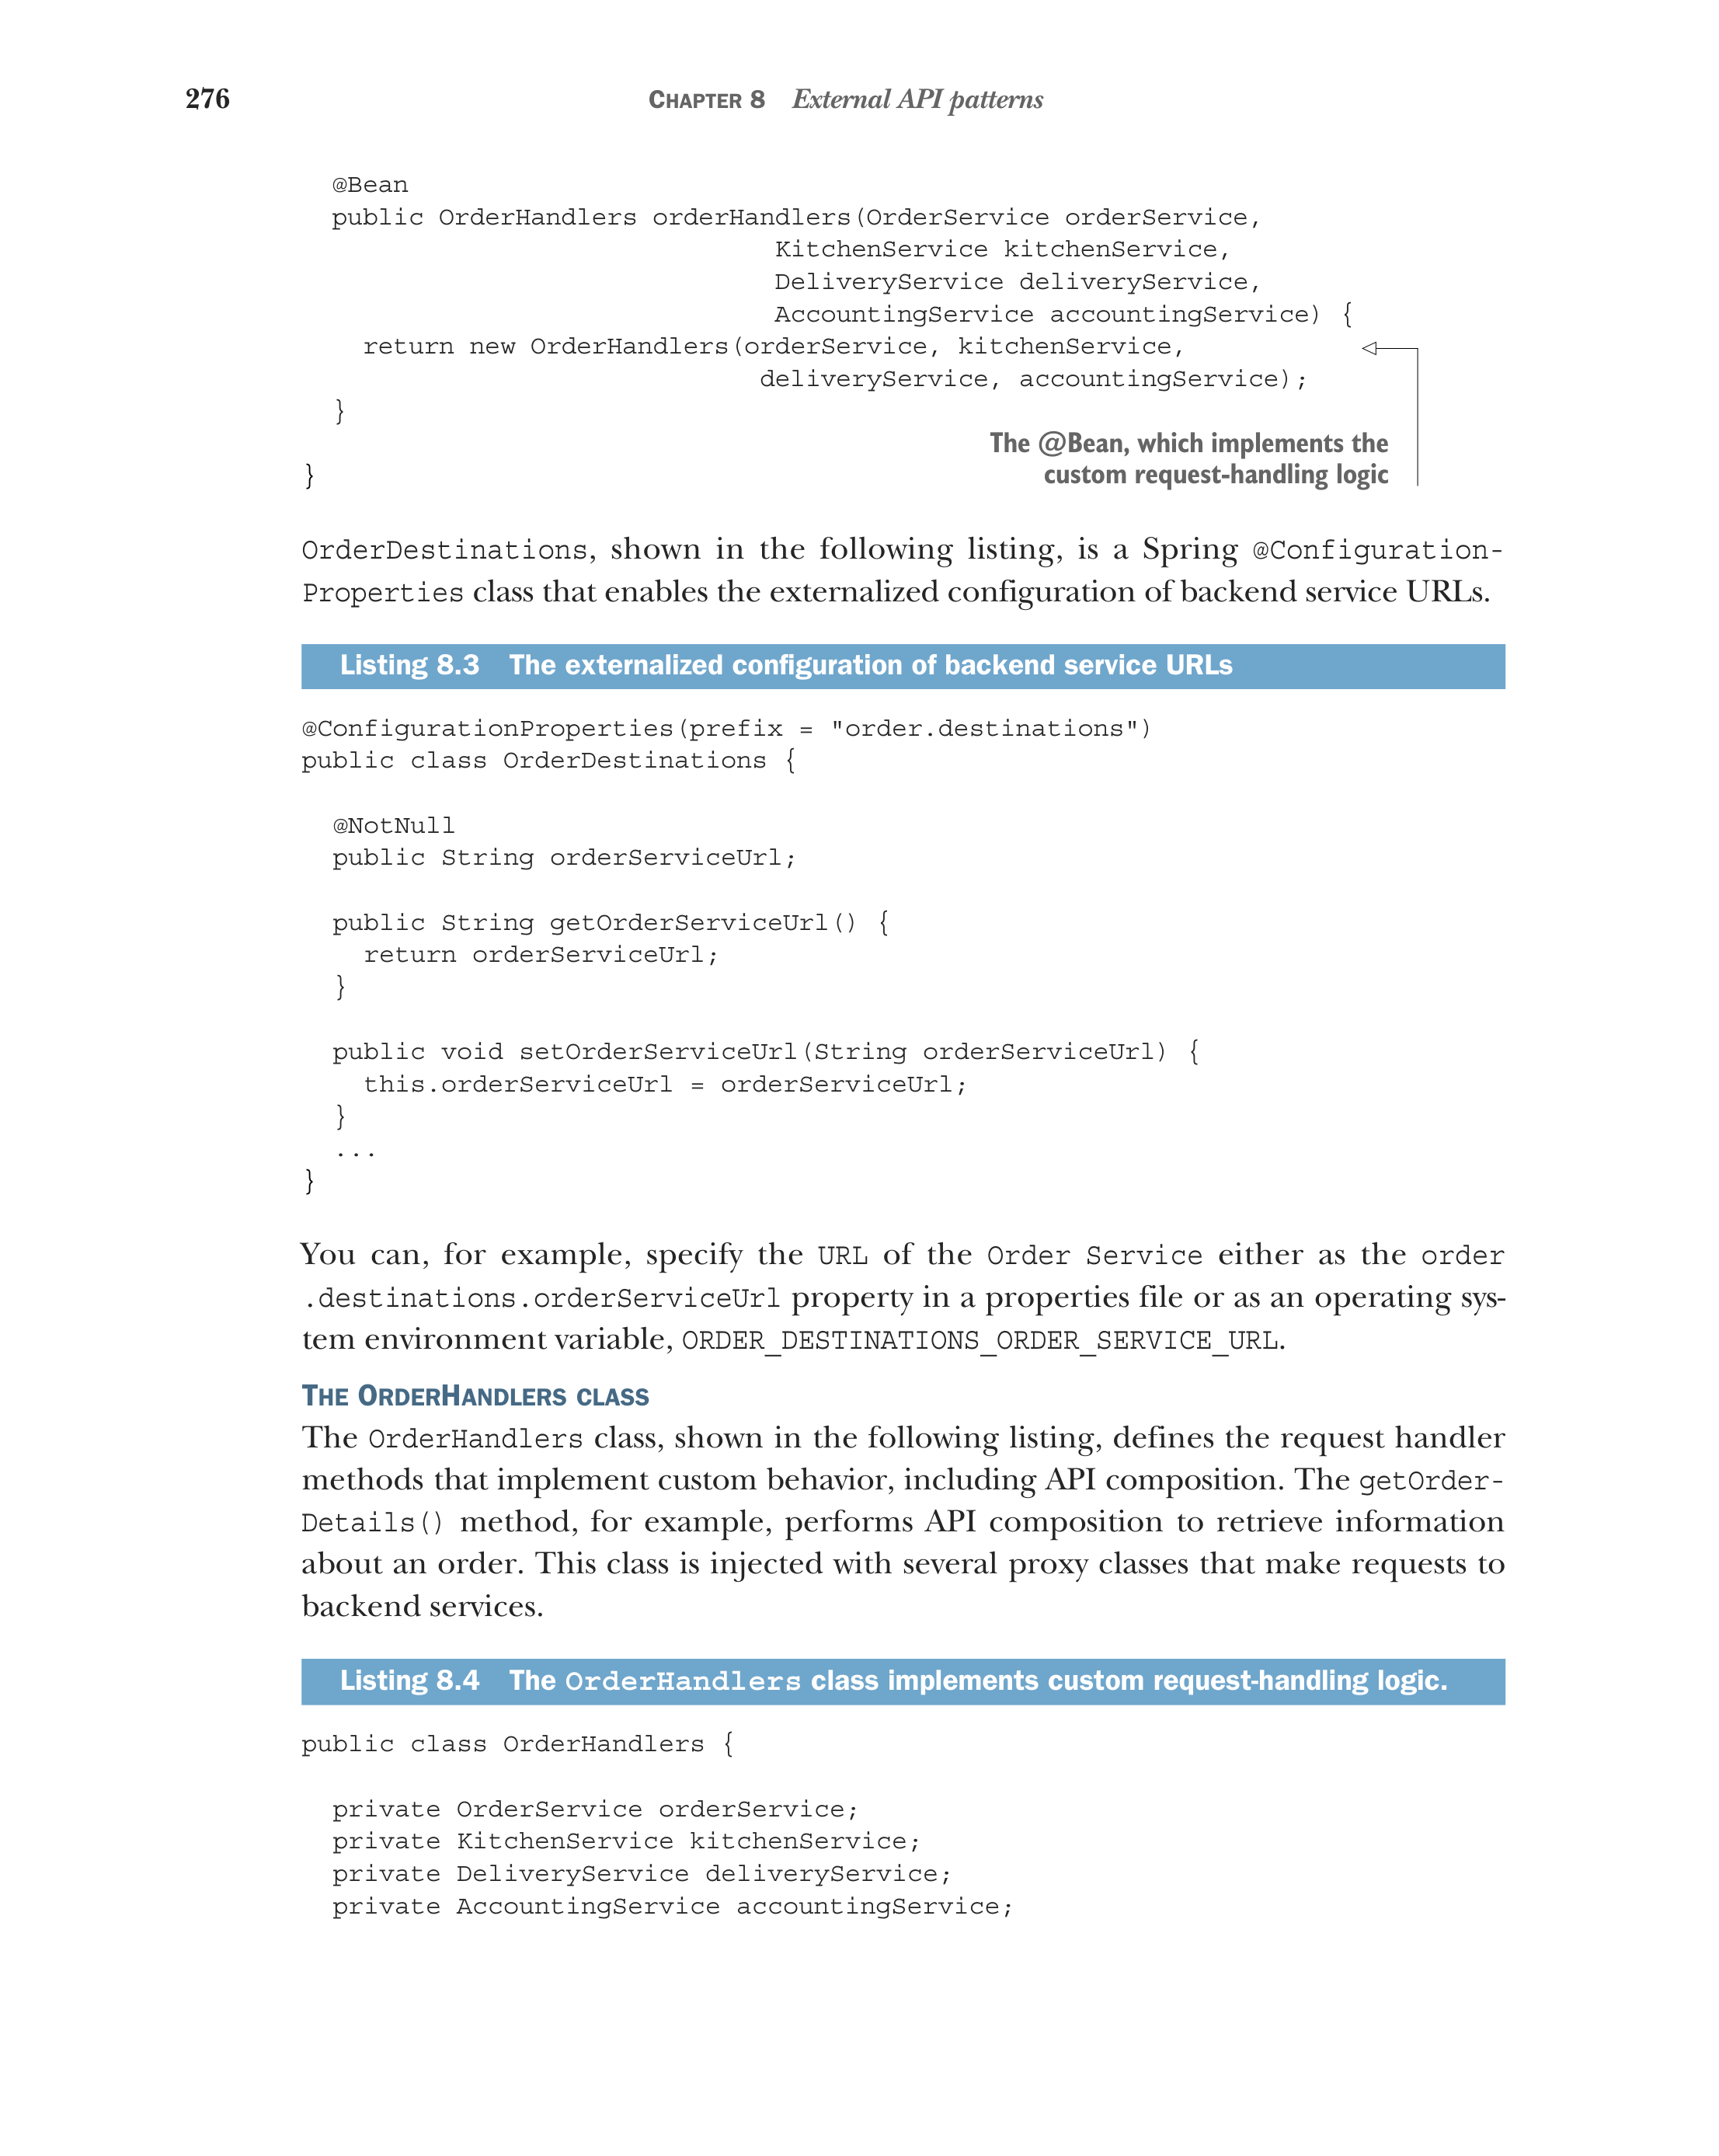 276
CHAPTER 8 External API patterns
@Bean
public OrderHandlers orderHandlers(OrderService orderService,
KitchenService kitchenService,
DeliveryService deliveryService,
AccountingService accountingService) {
return new OrderHandlers(orderService, kitchenService,
deliveryService, accountingService);
}
The @Bean, which implements the
custom request-handling logic
}
OrderDestinations, shown in the following listing, is a Spring @Configuration-
Properties class that enables the externalized configuration of backend service URLs.
Listing 8.3 The externalized configuration of backend service URLs
@ConfigurationProperties(prefix = "order.destinations")
public class OrderDestinations {
@NotNull
public String orderServiceUrl;
public String getOrderServiceUrl() {
return orderServiceUrl;
}
public void setOrderServiceUrl(String orderServiceUrl) {
this.orderServiceUrl = orderServiceUrl;
}
...
}
You can, for example, specify the URL of the Order Service either as the order
.destinations.orderServiceUrl property in a properties file or as an operating sys-
tem environment variable, ORDER_DESTINATIONS_ORDER_SERVICE_URL.
THE ORDERHANDLERS CLASS
The OrderHandlers class, shown in the following listing, defines the request handler
methods that implement custom behavior, including API composition. The getOrder-
Details() method, for example, performs API composition to retrieve information
about an order. This class is injected with several proxy classes that make requests to
backend services.
Listing 8.4 The OrderHandlers class implements custom request-handling logic.
public class OrderHandlers {
private OrderService orderService;
private KitchenService kitchenService;
private DeliveryService deliveryService;
private AccountingService accountingService;